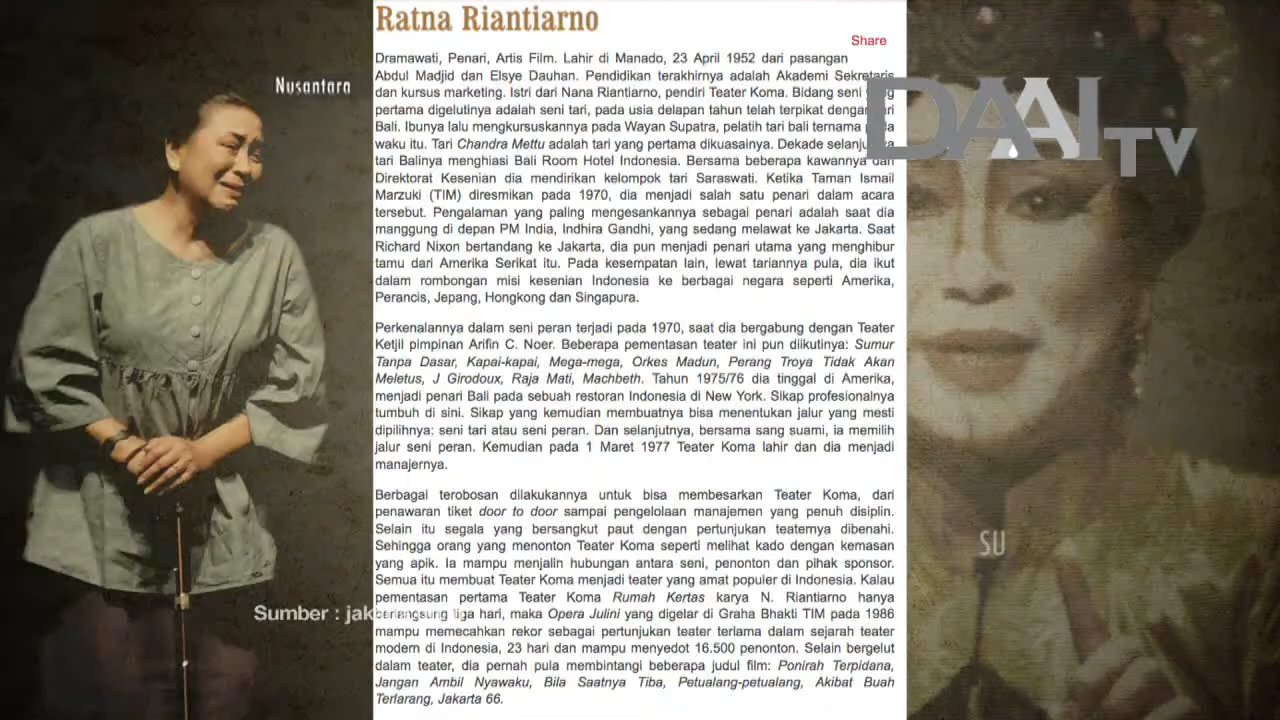 Ratna Riantiarno
Share
Dramawati, Penari, Artis Film. Lahir di Manado, 23 April 1952 dari pasangan
Abdul Madjid dan Elsye Dauhan. Pendidikan terakhirnya adalah Akademi Sekretaris
dan kursus marketing. Istri dari Nana Riantiarno, pendiri Teater Koma. Bidang seni yang
pertama digelutinya adalah seni tari, pada usia delapan tahun telah terpikat dengan
Bali. Ibunya lalu mengkursuskannya pada Wayan Supatra, pelatih tari bali ternama pada
waku itu. Tari Chandra Mettu adalah tari yang pertama dikuasainya. Dekade selanjutnya
tari Balinya menghiasi Bali Room Hotel Indonesia. Bersama beberapa kawannya dari
Direktorat Kesenian dia mendirikan kelompok tari Saraswati. Ketika Taman Ismail
Marzuki (TIM) diresmikan pada 1970, dia menjadi salah satu penari dalam acara
tersebut. Pengalaman yang paling mengesankannya sebagai penari adalah saat dia
manggung di depan PM India, Indhira Gandhi, yang sedang melawat ke Jakarta. Saat
Richard Nixon bertandang ke Jakarta, dia pun menjadi penari utama yang menghibur
tamu dari Amerika Serikat itu. Pada kesempatan lain, lewat tariannya pula, dia ikut
dalam rombongan misi kesenian Indonesia ke berbagai negara seperti Amerika,
Perancis, Jepang, Hongkong dan Singapura.
Perkenalannya dalam seni peran terjadi pada 1970, saat dia bergabung dengan Teater
Ketjil pimpinan Arifin C. Noer. Beberapa pementasan teater ini pun diikutinya: Sumur
Tanpa Dasar, Kapai-kapai, Mega-mega, Orkes Madun, Perang Troya Tidak Akan
Meletus, J Girodoux, Raja Mati, Machbeth. Tahun 1975/76 dia tinggal di Amerika,
menjadi penari Bali pada sebuah restoran Indonesia di New York. Sikap profesionalnya
tumbuh di sini. Sikap yang kemudian membuatnya bisa menentukan jalur yang mesti
dipilihnya: seni tari atau seni peran. Dan selanjutnya, bersama sang suami, ia memilih
jalur seni peran. Kemudian pada 1 Maret 1977 Teater Koma lahir dan dia menjadi
manajernya.
Berbagai terobosan dilakukannya untuk bisa membesarkan Teater Koma, dari
penawaran tiket door to door sampai pengelolaan manajemen yang penuh disiplin.
Selain itu segala yang bersangkut paut dengan pertunjukan teaternya dibenahi.
Sehingga orang yang menonton Teater Koma seperti melihat kado dengan kemasan
yang apik. Ia mampu menjalin hubungan antara seni, penonton dan pihak sponsor.
Semua itu membuat Teater Koma menjadi teater yang amat populer di Indonesia. Kalau
pementasan pertama Teater Koma Rumah Kertas karya N. Riantiarno hanya
berlangsung tiga hari, maka Opera Julini yang digelar di Graha Bhakti TIM pada 1986
mampu memecahkan rekor sebagai pertunjukan teater terlama dalam sejarah teater
modern di Indonesia, 23 hari dan mampu menyedot 16.500 penonton. Selain bergelut
dalam teater, dia pernah pula membintangi beberapa judul film: Ponirah Terpidana,
Jangan Ambil Nyawaku, Bila Saatnya Tiba, Petualang-petualang, Akibat Buah
Terlarang, Jakarta 66.
Nusantara
DAAI TV
SU
Sumber :